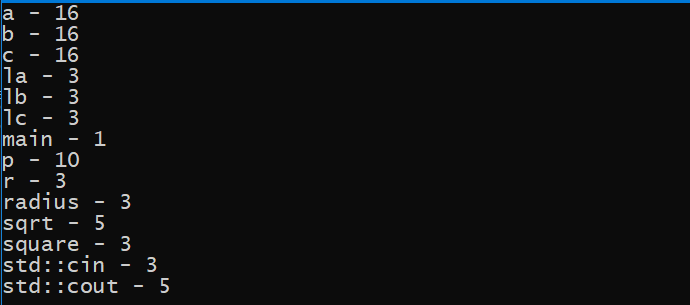 a - 16
b - 16
c - 16
la - 3
lb - 3
lc - 3
main - 1
p - 10
r - 3
radius - 3
sqrt - 5
square - 3
std::cin - 3
std::cout - 5